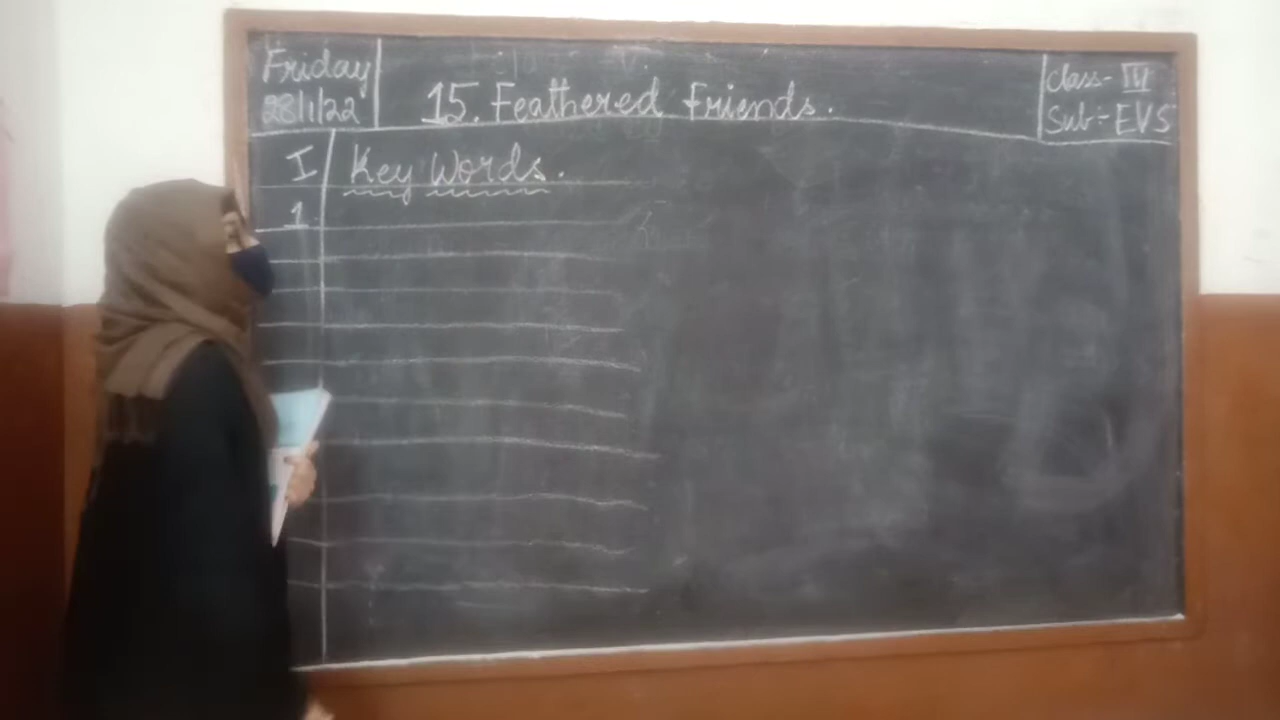 Friday
28/1/22
15. Feathered Friends.
Class- IV
Sub:- EVS
I Key Words.
1.